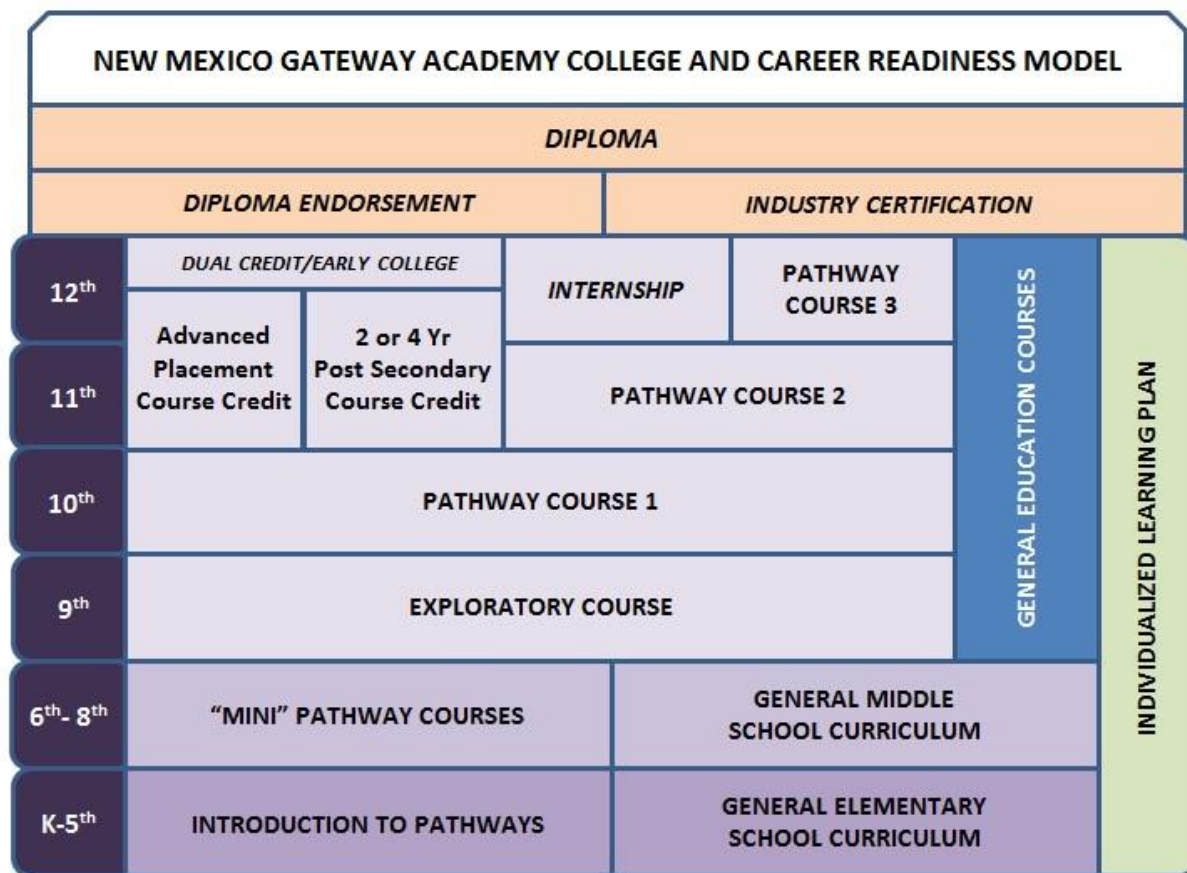 NEW MEXICO GATEWAY ACADEMY COLLEGE AND CAREER READINESS MODEL
DIPLOMA
DIPLOMA ENDORSEMENT
INDUSTRY CERTIFICATION
12th
DUAL CREDIT/EARLY COLLEGE
INTERNSHIP
PATHWAY
COURSE 3
Advanced
Placement
Course Credit
2 or 4 Yr
Post Secondary
Course Credit
11th
PATHWAY COURSE 2
10th
PATHWAY COURSE 1
9th
EXPLORATORY COURSE
GENERAL EDUCATION COURSES
INDIVIDUALIZED LEARNING PLAN
6th- 8th
“MINI” PATHWAY COURSES
GENERAL MIDDLE
SCHOOL CURRICULUM
K-5th
INTRODUCTION TO PATHWAYS
GENERAL ELEMENTARY
SCHOOL CURRICULUM